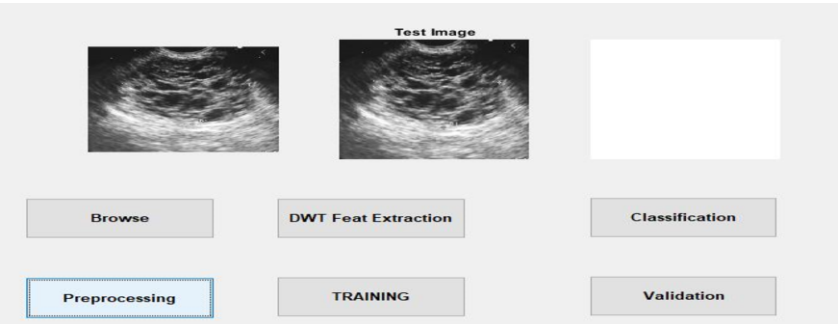 Test Image
Browse
DWT Feat Extraction
Classification
Preprocessing
TRAINING
Validation